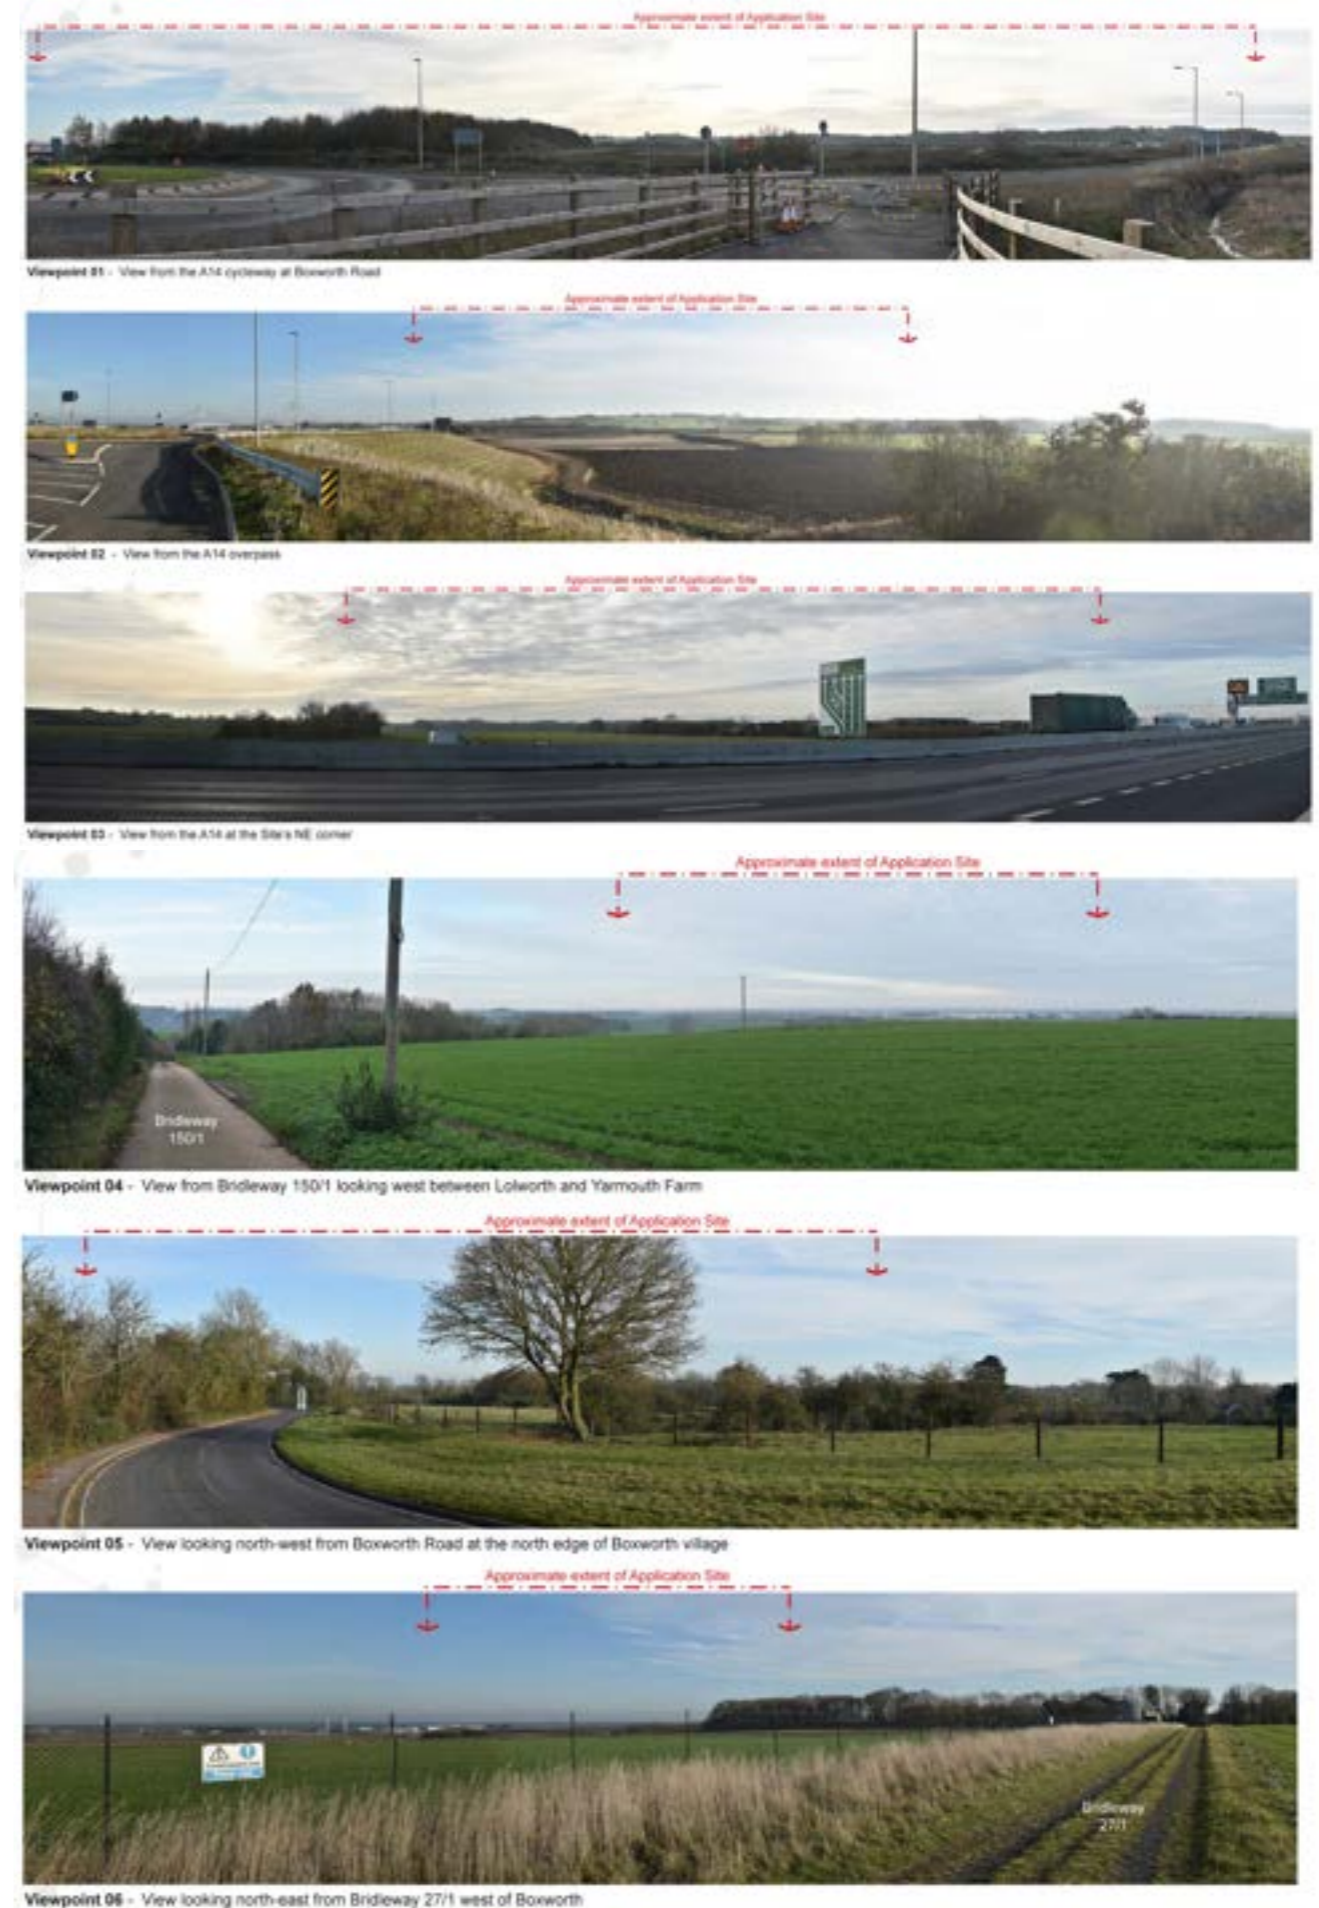 Approximate extent of Application Site
Viewpoint 01 - View from the A14 cycleway at Boxworth Road
Approximate extent of Application Site
Viewpoint 02 - View from the A14 overpass
Approximate extent of Application Site
Viewpoint 03 - View from the A14 at the Site's NE corner
Approximate extent of Application Site
Bridleway
150/1
Viewpoint 04 - View from Bridleway 150/1 looking west between Lolworth and Yarmouth Farm
Approximate extent of Application Site
Viewpoint 05 - View looking north-west from Boxworth Road at the north edge of Boxworth village
Approximate extent of Application Site
Bridleway
27/1
Viewpoint 06 - View looking north-east from Bridleway 27/1 west of Boxworth